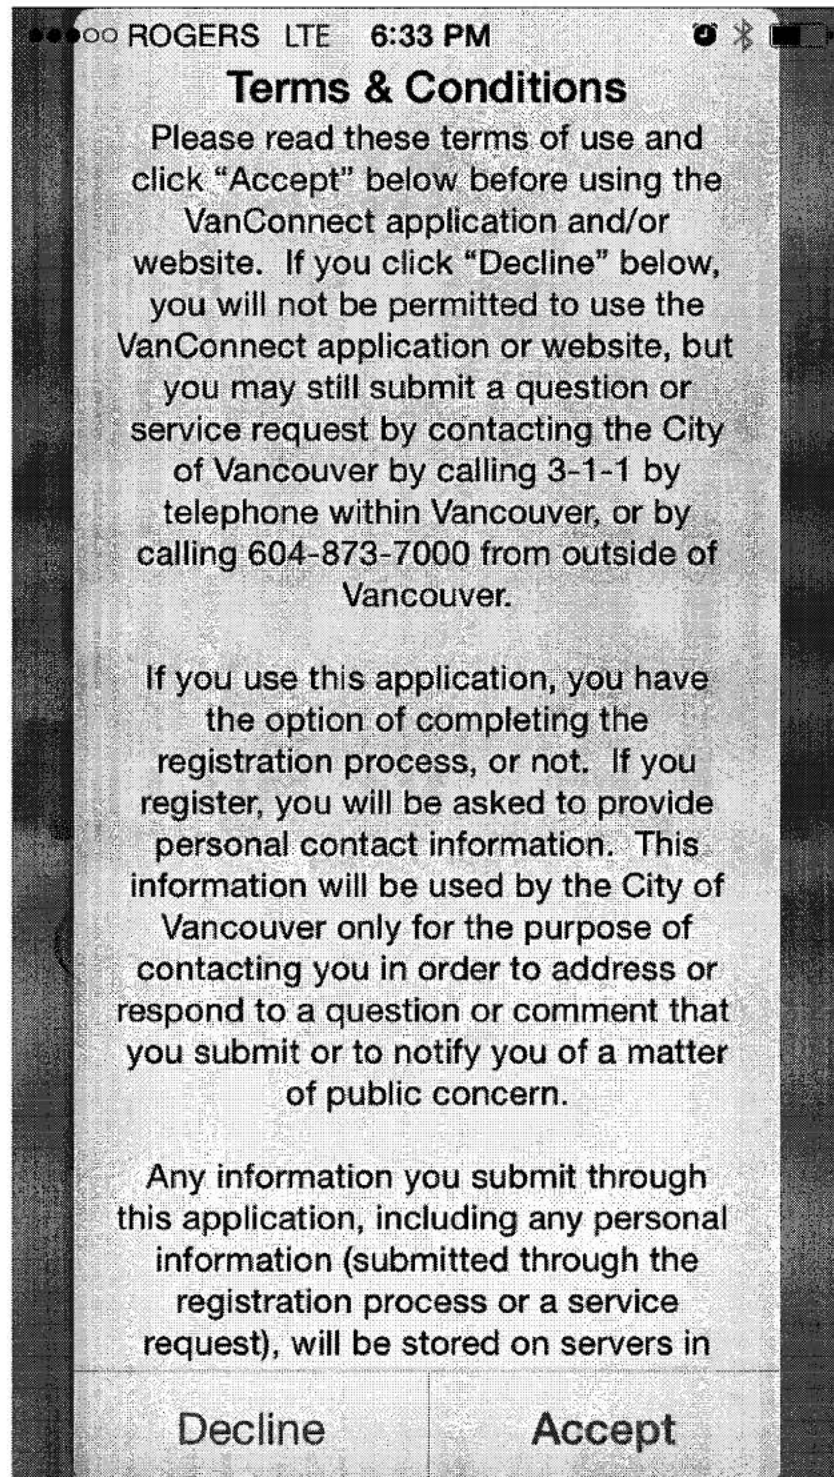 ROGERS LTE 6:33 PM
Terms & Conditions
Please read these terms of use and
click “Accept” below before using the
VanConnect application and/or
website.  If you click “Decline” below,
you will not be permitted to use the
VanConnect application or website, but
you may still submit a question or
service request by contacting the City
of Vancouver by calling 3-1-1 by
telephone within Vancouver, or by
calling 604-873-7000 from outside of
Vancouver.
If you use this application, you have
the option of completing the
registration process, or not.  If you
register, you will be asked to provide
personal contact information.  This
information will be used by the City of
Vancouver only for the purpose of
contacting you in order to address or
respond to a question or comment that
you submit or to notify you of a matter
of public concern.
Any information you submit through
this application, including any personal
information (submitted through the
registration process or a service
request), will be stored on servers in
Decline Accept